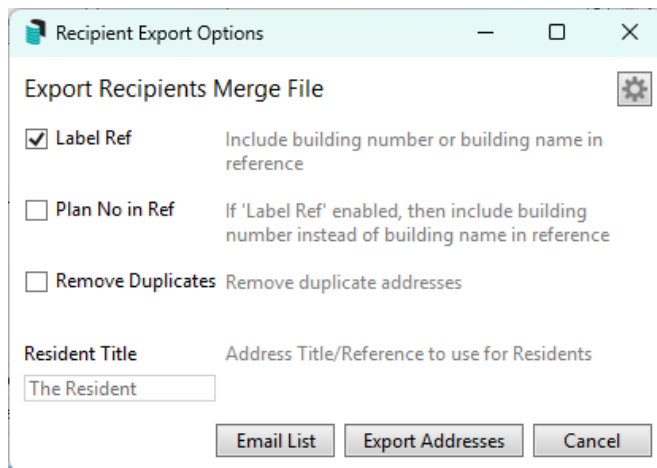 Recipient Export Options
Export Recipients Merge File
Label Ref
Include building number or building name in
reference
Plan No in Ref
If 'Label Ref' enabled, then include building
number instead of building name in reference
Remove Duplicates
Remove duplicate addresses
Resident Title
Address Title/Reference to use for Residents
The Resident
Email List
Export Addresses
Cancel